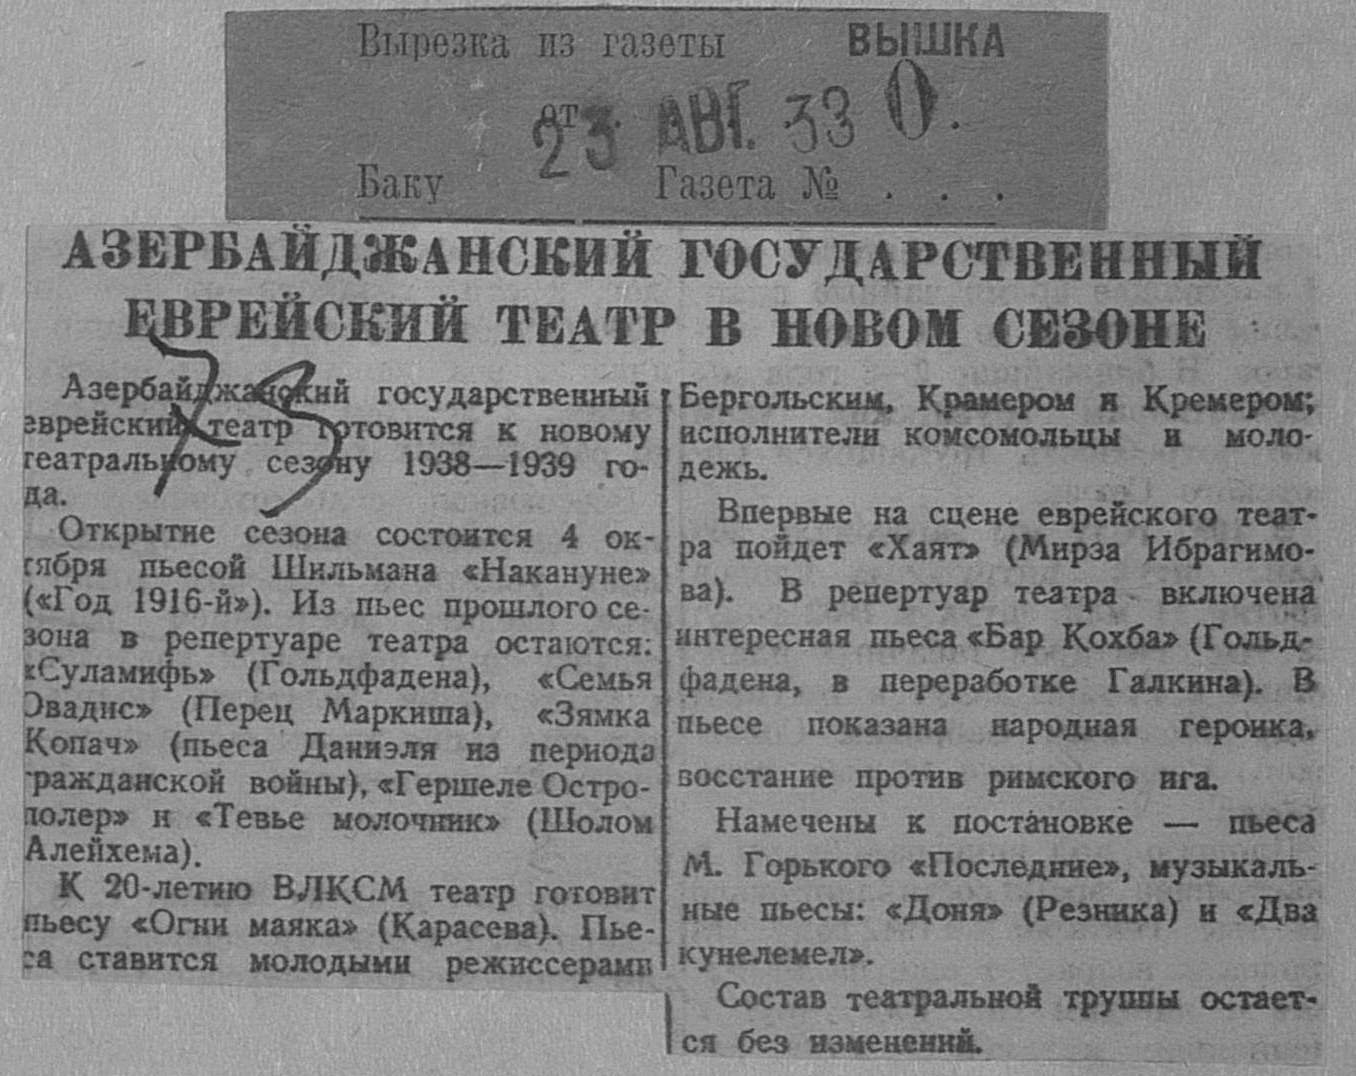 Вырезка из газеты ВЫШКА
от 23 АВГ. 38 0.
Баку Газета № . . .
АЗЕРБАЙДЖАНСКИЙ ГОСУДАРСТВЕННЫЙ
ЕВРЕЙСКИЙ ТЕАТР В НОВОМ СЕЗОНЕ
Азербайджанский государственный
еврейский театр готовится к новому
театральному сезону 1938—1939 го-
да.
Открытие сезона состоится 4 ок-
тября пьесой Шильмана «Накануне»
(«Год 1916-й»). Из пьес прошлого се-
зона в репертуаре театра остаются:
«Суламифь» (Гольдфадена), «Семья
Овадис» (Перец Маркиша), «Зямка
Копач» (пьеса Даниэля из периода
гражданской войны), «Гершеле Остро-
полер» и «Тевье молочник» (Шолом
Алейхема).
К 20-летию ВЛКСМ театр готовит
пьесу «Огни маяка» (Карасева). Пье-
са ставится молодыми режиссерами
Бергольским, Крамером и Кремером;
исполнители комсомольцы и моло-
дежь.
Впервые на сцене еврейского теат-
ра пойдет «Хаят» (Мирза Ибрагимо-
ва). В репертуар театра включена
интересная пьеса «Бар Кохба» (Гольд-
фадена, в переработке Галкина). В
пьесе показана народная героика,
восстание против римского ига.
Намечены к постановке — пьеса
М. Горького «Последние», музыкаль-
ные пьесы: «Доня» (Резника) и «Два
кунелемел».
Состав театральной труппы остает-
ся без изменений.